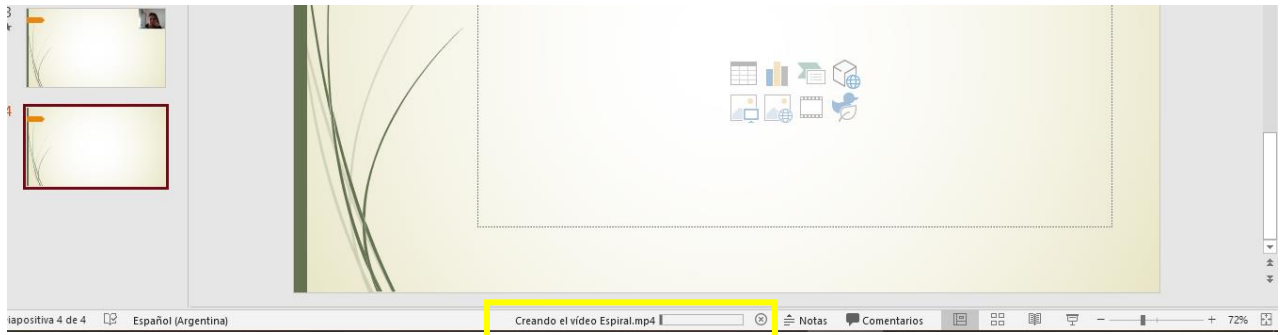 3
4
iapositiva 4 de 4 Español (Argentina) Creando el vídeo Espiral.mp4 Notas Comentarios 72%